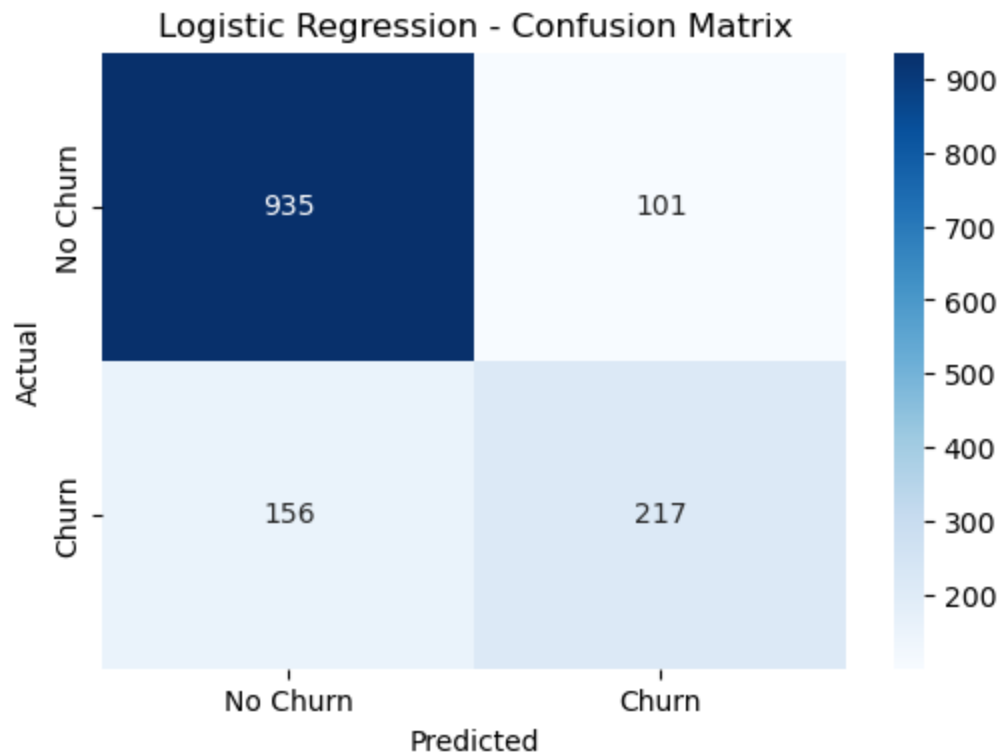 Logistic Regression - Confusion Matrix
No Churn
Churn
Actual
935
101
156
217
No Churn
Churn
Predicted
900
800
700
600
500
400
300
200